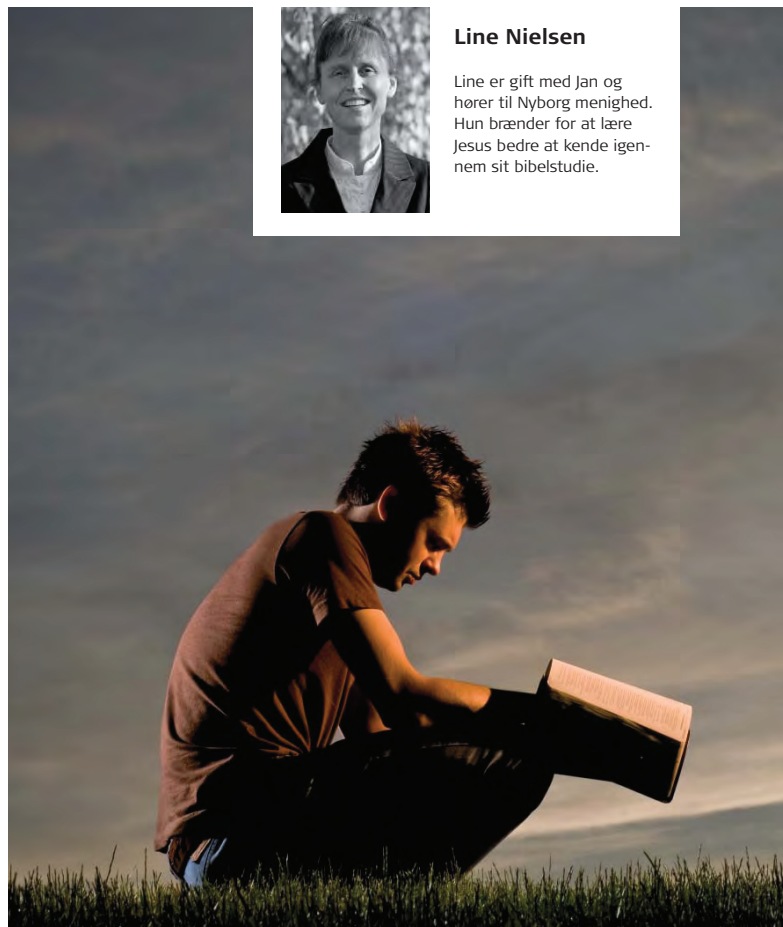 Line Nielsen
Line er gift med Jan og
hører til Nyborg menighed.
Hun brænder for at lære
Jesus bedre at kende igen-
nem sit bibelstudie.